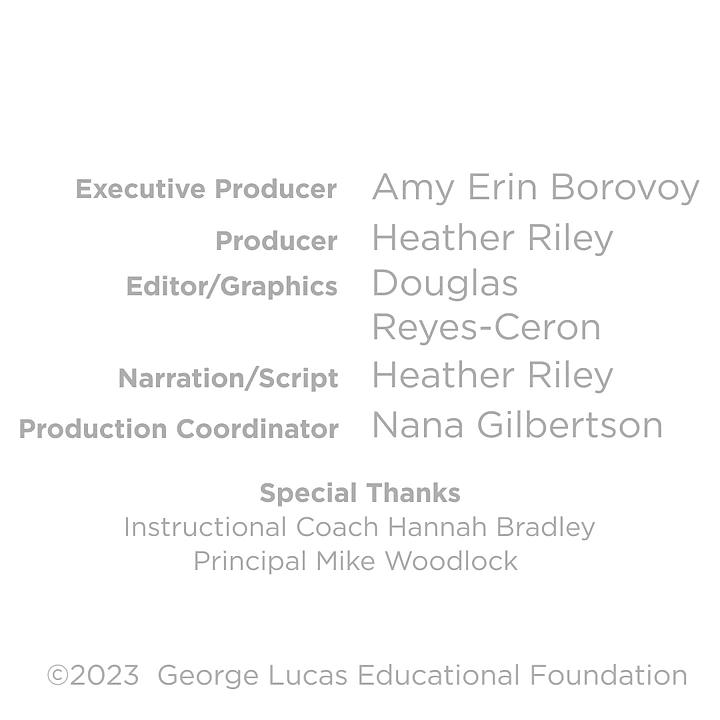 Executive Producer Amy Erin Borovoy
Producer Heather Riley
Editor/Graphics Douglas
Reyes-Ceron
Narration/Script Heather Riley
Production Coordinator Nana Gilbertson
Special Thanks
Instructional Coach Hannah Bradley
Principal Mike Woodlock
©2023 George Lucas Educational Foundation